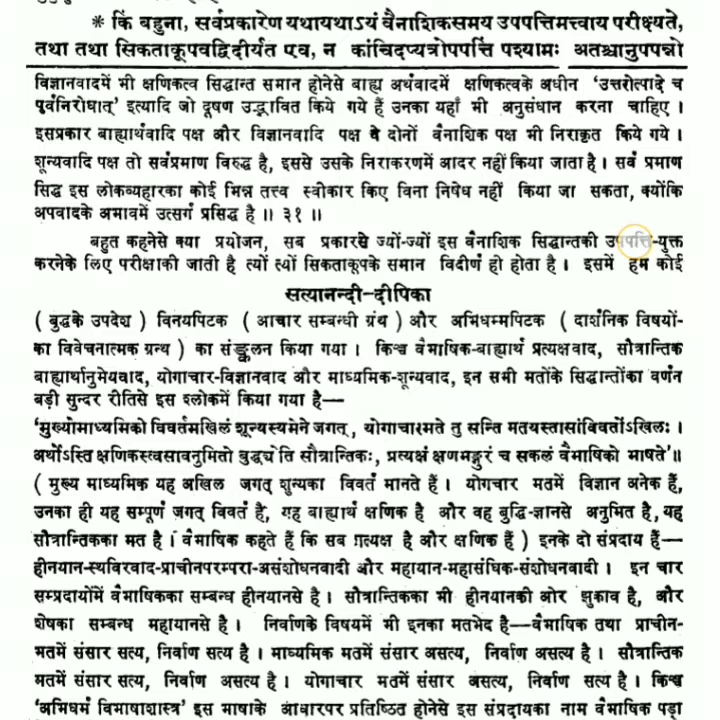 * किं बहुना, सर्वप्रकारेण यथायथाऽयं वैनाशिकसमय उपपत्तिमत्त्वाय परीक्ष्यते,
तथा तथा सिकताकूपवद्विदीर्यत एव, न कांचिदप्यत्रोपपत्तिं पश्यामः अतश्चानुपपन्नो
विज्ञानवादमें भी क्षणिकत्व सिद्धान्त समान होनेसे बाह्य अर्थवादमें क्षणिकत्वके अधीन 'उत्तरोत्पादे च
पूर्वनिरोधात्' इत्यादि जो दूषण उद्भावित किये गये हैं उनका यहाँ भी अनुसंधान करना चाहिए ।
इसप्रकार बाह्यार्थवादि पक्ष और विज्ञानवादि पक्ष ये दोनों वैनाशिक पक्ष भी निराकृत किये गये ।
शून्यवादि पक्ष तो सर्वप्रमाण विरुद्ध है, इससे उसके निराकरणमें आदर नहीं किया जाता है । सर्व प्रमाण
सिद्ध इस लोकव्यहारका कोई भिन्न तत्त्व स्वीकार किए विना निषेध नहीं किया जा सकता, क्योंकि
अपवादके अभावमें उत्सर्ग प्रसिद्ध है ॥ ३१ ॥
बहुत कहनेसे क्या प्रयोजन, सब प्रकारसे ज्यों-ज्यों इस वैनाशिक सिद्धान्तकी उपपत्ति-युक्त
करनेके लिए परीक्षाकी जाती है त्यों त्यों सिकताकूपके समान विदीर्ण ही होता है । इसमें हम कोई
सत्यानन्दी-दीपिका
( बुद्धके उपदेश ) विनयपिटक ( आचार सम्बन्धी ग्रंथ ) और अभिधम्मपिटक ( दार्शनिक विषयों-
का विवेचनात्मक ग्रन्थ ) का सङ्कलन किया गया । किञ्च वैभाषिक-बाह्यार्थ प्रत्यक्षवाद, सौत्रान्तिक
बाह्यार्थानुमेयवाद, योगाचार-विज्ञानवाद और माध्यमिक-शून्यवाद, इन सभी मतोंके सिद्धान्तोंका वर्णन
बड़ी सुन्दर रीतिसे इस श्लोकमें किया गया है—
'मुख्योमाध्यमिको विवर्तमखिलं शून्यस्यमेने जगत्, योगाचारमते तु सन्ति मतयस्तासांविवर्तोऽखिलः ।
अर्थोऽस्ति क्षणिकस्त्वसावनुमितो बुद्धयेति सौत्रान्तिकः, प्रत्यक्षं क्षणभङ्गुरं च सकलं वैभाषिको भाषते'॥
( मुख्य माध्यमिक यह अखिल जगत् शून्यका विवर्त मानते हैं । योगचार मतमें विज्ञान अनेक हैं,
उनका ही यह सम्पूर्ण जगत् विवर्त है, यह बाह्यार्थ क्षणिक है और वह बुद्धि-ज्ञानसे अनुमित है, यह
सौत्रान्तिकका मत है । वैभाषिक कहते हैं कि सब प्रत्यक्ष है और क्षणिक हैं ) इनके दो संप्रदाय हैं—
हीनयान-स्थविरवाद-प्राचीनपरम्परा-असंशोधनवादी और महायान-महासंधिक-संशोधनवादी । इन चार
सम्प्रदायोंमें वैभाषिकका सम्बन्ध हीनयानसे है । सौत्रान्तिकका भी हीनयानकी ओर झुकाव है, और
शेषका सम्बन्ध महायानसे है । निर्वाणके विषयमें भी इनका मतभेद है—वैभाषिक तथा प्राचीन-
मतमें संसार सत्य, निर्वाण सत्य है । माध्यमिक मतमें संसार असत्य, निर्वाण असत्य है । सौत्रान्तिक
मतमें संसार सत्य, निर्वाण असत्य है । योगाचार मतमें संसार असत्य, निर्वाण सत्य है । किञ्च
'अभिधर्म विभाषाशास्त्र' इस भाषाके आधारपर प्रतिष्ठित होनेसे इस संप्रदायका नाम वैभाषिक पड़ा